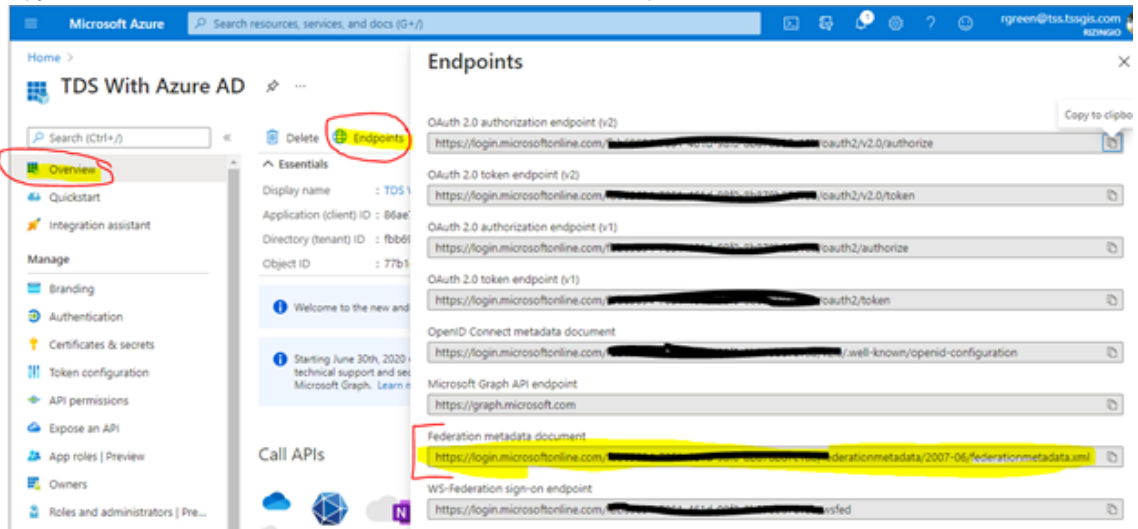 Microsoft Azure
Search resources, services, and docs (G+/)
rgreen@tss.tssgis.com
RIZINGIO
Home >
TDS With Azure AD
Search (Ctrl+/)
Overview
Quickstart
Integration assistant
Manage
Branding
Authentication
Certificates & secrets
Token configuration
API permissions
Expose an API
App roles | Preview
Owners
Roles and administrators | Pre...
Delete
Endpoints
Essentials
Display name : TDS
Application (client) ID : 86ae
Directory (tenant) ID : fbb69
Object ID : 77b1
Welcome to the new and
Starting June 30th, 2020
technical support and sec
Microsoft Graph. Learn
Call APIs
Endpoints
Copy to clipbo
OAuth 2.0 authorization endpoint (v2)
https://login.microsoftonline.com/ /oauth2/v2.0/authorize
OAuth 2.0 token endpoint (v2)
https://login.microsoftonline.com/ /oauth2/v2.0/token
OAuth 2.0 authorization endpoint (v1)
https://login.microsoftonline.com/ /oauth2/authorize
OAuth 2.0 token endpoint (v1)
https://login.microsoftonline.com/ /oauth2/token
OpenID Connect metadata document
https://login.microsoftonline.com/ /.well-known/openid-configuration
Microsoft Graph API endpoint
https://graph.microsoft.com
Federation metadata document
https://login.microsoftonline.com/ federationmetadata/2007-06/federationmetadata.xml
WS-Federation sign-on endpoint
https://login.microsoftonline.com/ wsfed